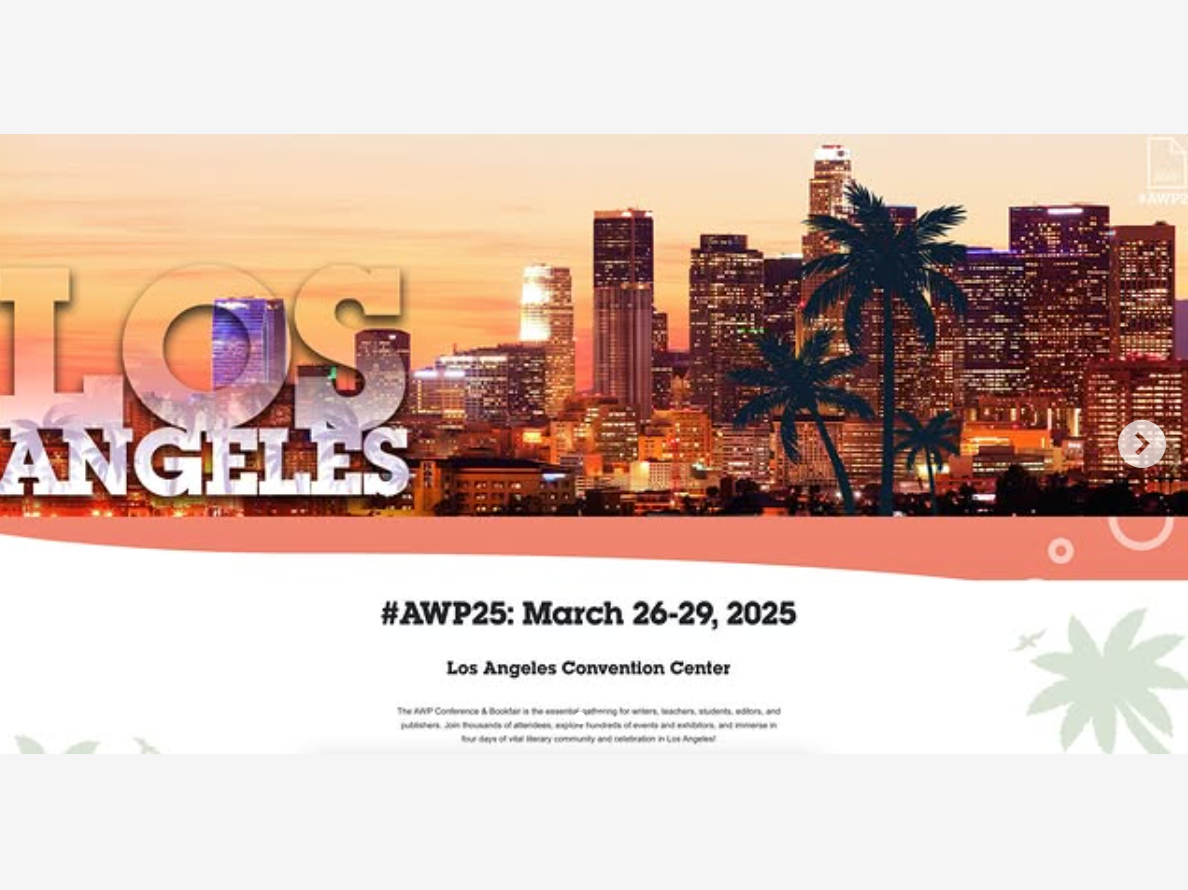 #AWP2
LOS
ANGELES
#AWP25: March 26-29, 2025
Los Angeles Convention Center
The AWP Conference & Bookfair is the essential gathering for writers, teachers, students, editors, and
publishers. Join thousands of attendees, explore hundreds of events and exhibitors, and immerse in
four days of vital literary community and celebration in Los Angeles!